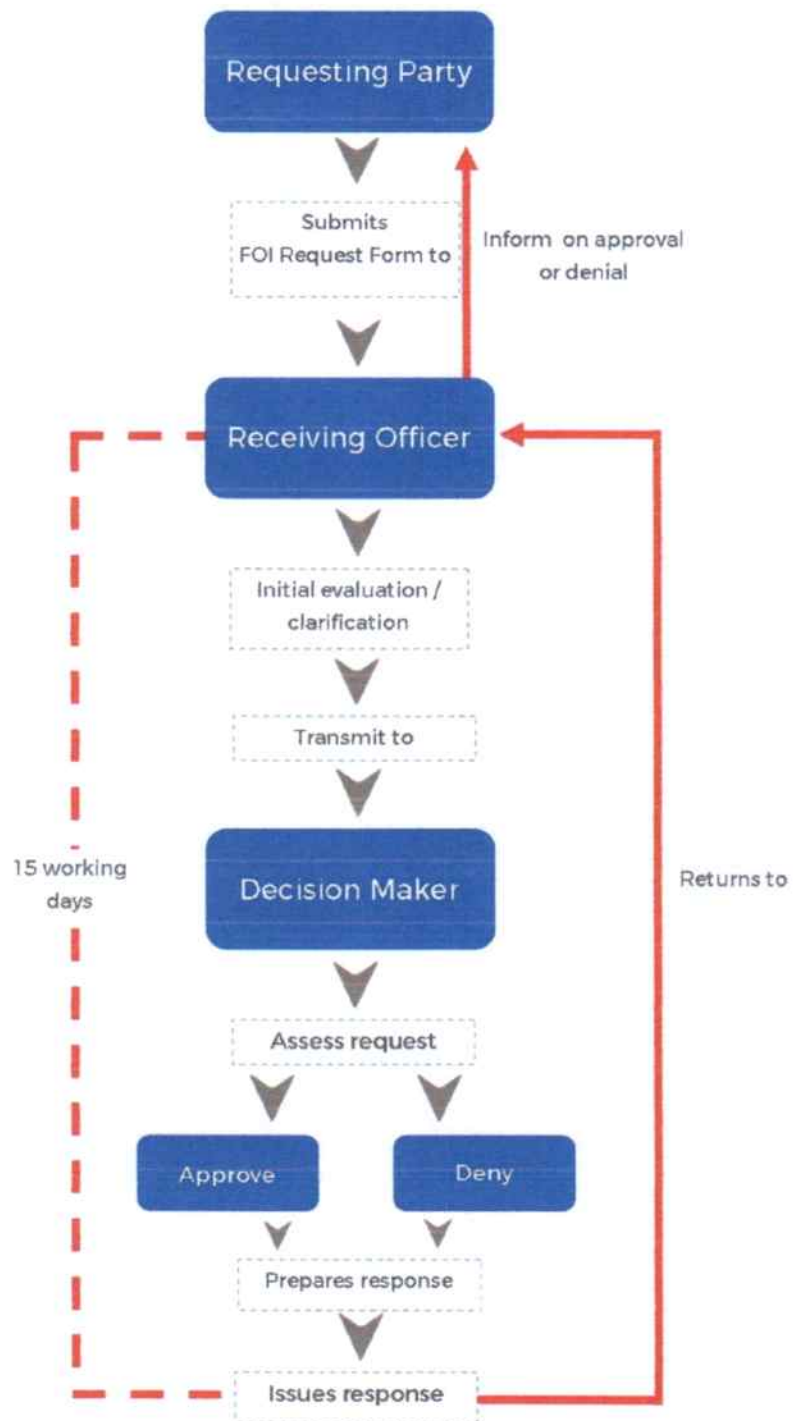 Requesting Party
Submits
FOI Request Form to
Inform on approval
or denial
Receiving Officer
Initial evaluation /
clarification
Transmit to
15 working
days
Decision Maker
Returns to
Assess request
Approve
Deny
Prepares response
Issues response